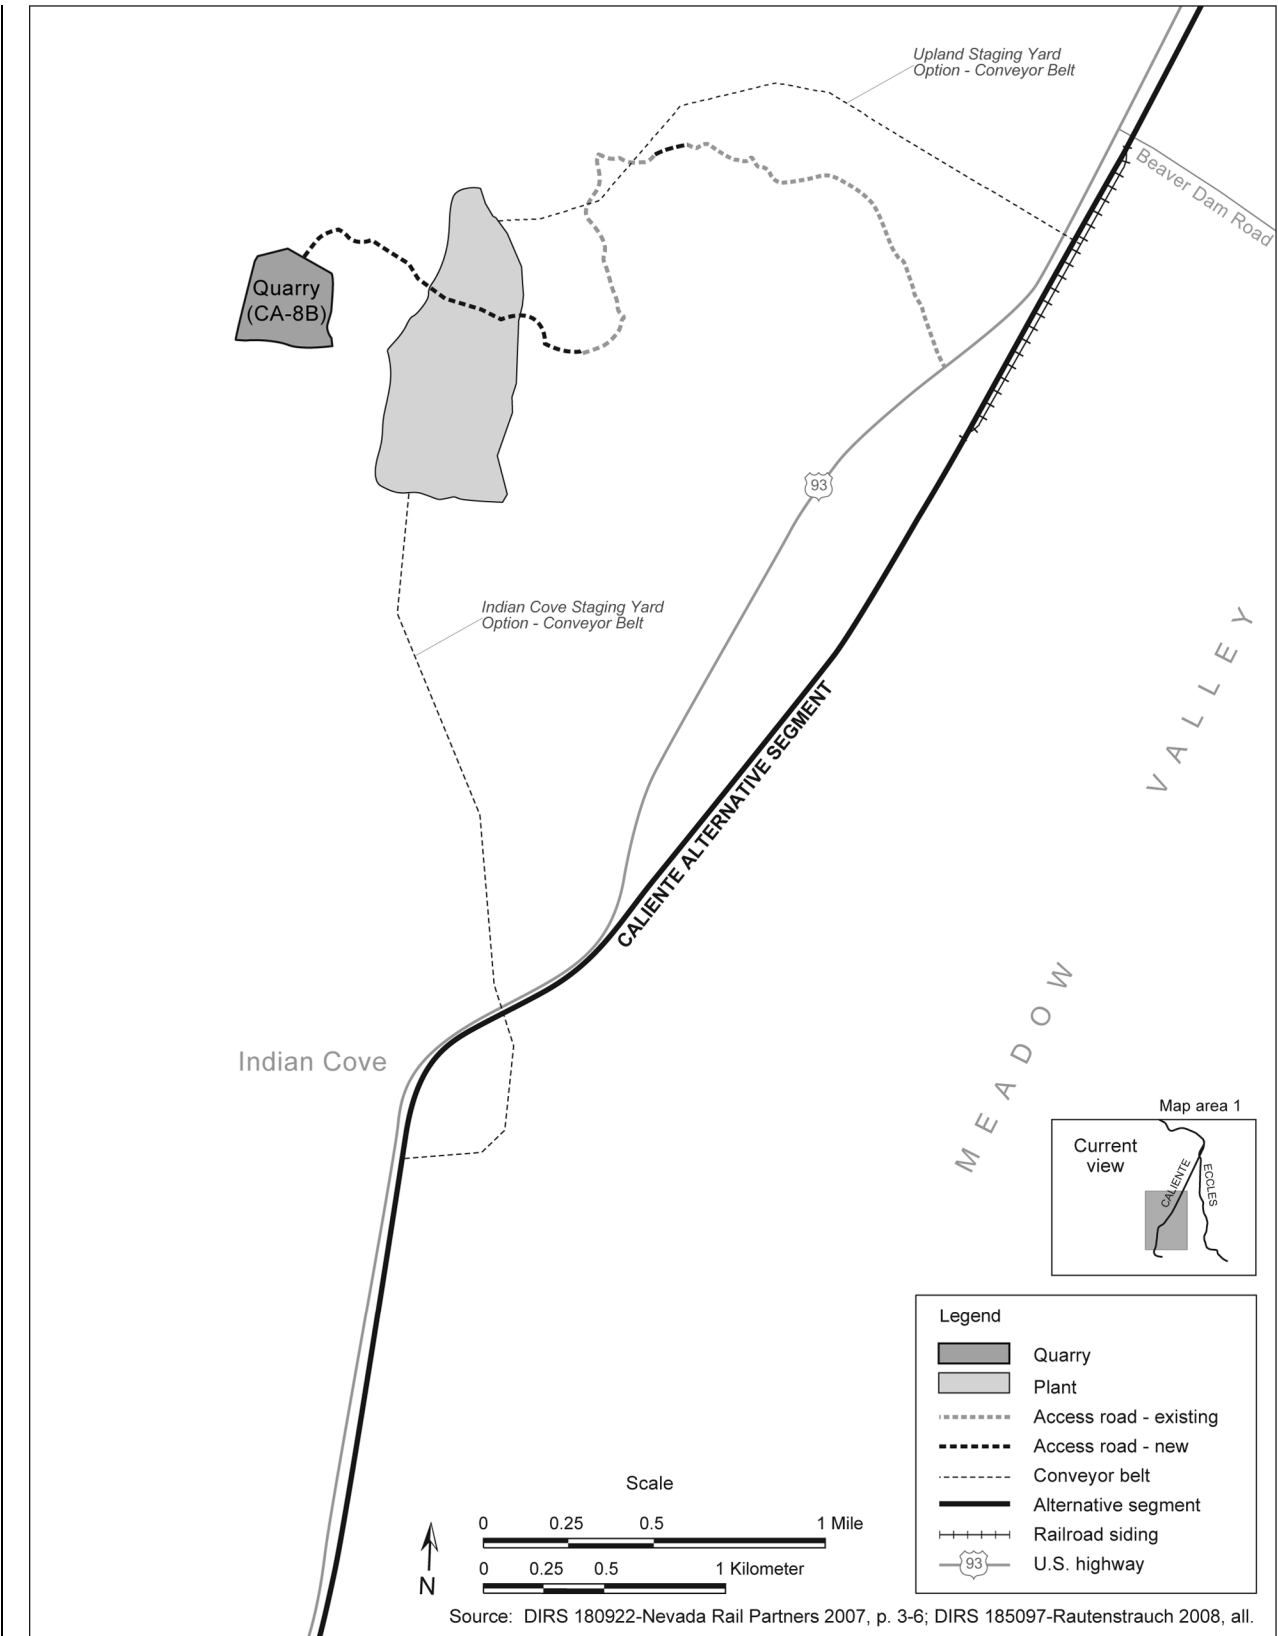 Upland Staging Yard
Option - Conveyor Belt
Beaver Dam Road
Quarry
(CA-8B)
93
Indian Cove Staging Yard
Option - Conveyor Belt
CALIENTE ALTERNATIVE SEGMENT
MEADOW VALLEY
Indian Cove
Map area 1
Current
view
CALIENTE
ECCLES
Legend
Quarry
Plant
Access road - existing
Access road - new
Conveyor belt
Alternative segment
Railroad siding
93 U.S. highway
Scale
0 0.25 0.5 1 Mile
0 0.25 0.5 1 Kilometer
N
Source: DIRS 180922-Nevada Rail Partners 2007, p. 3-6; DIRS 185097-Rautenstrauch 2008, all.